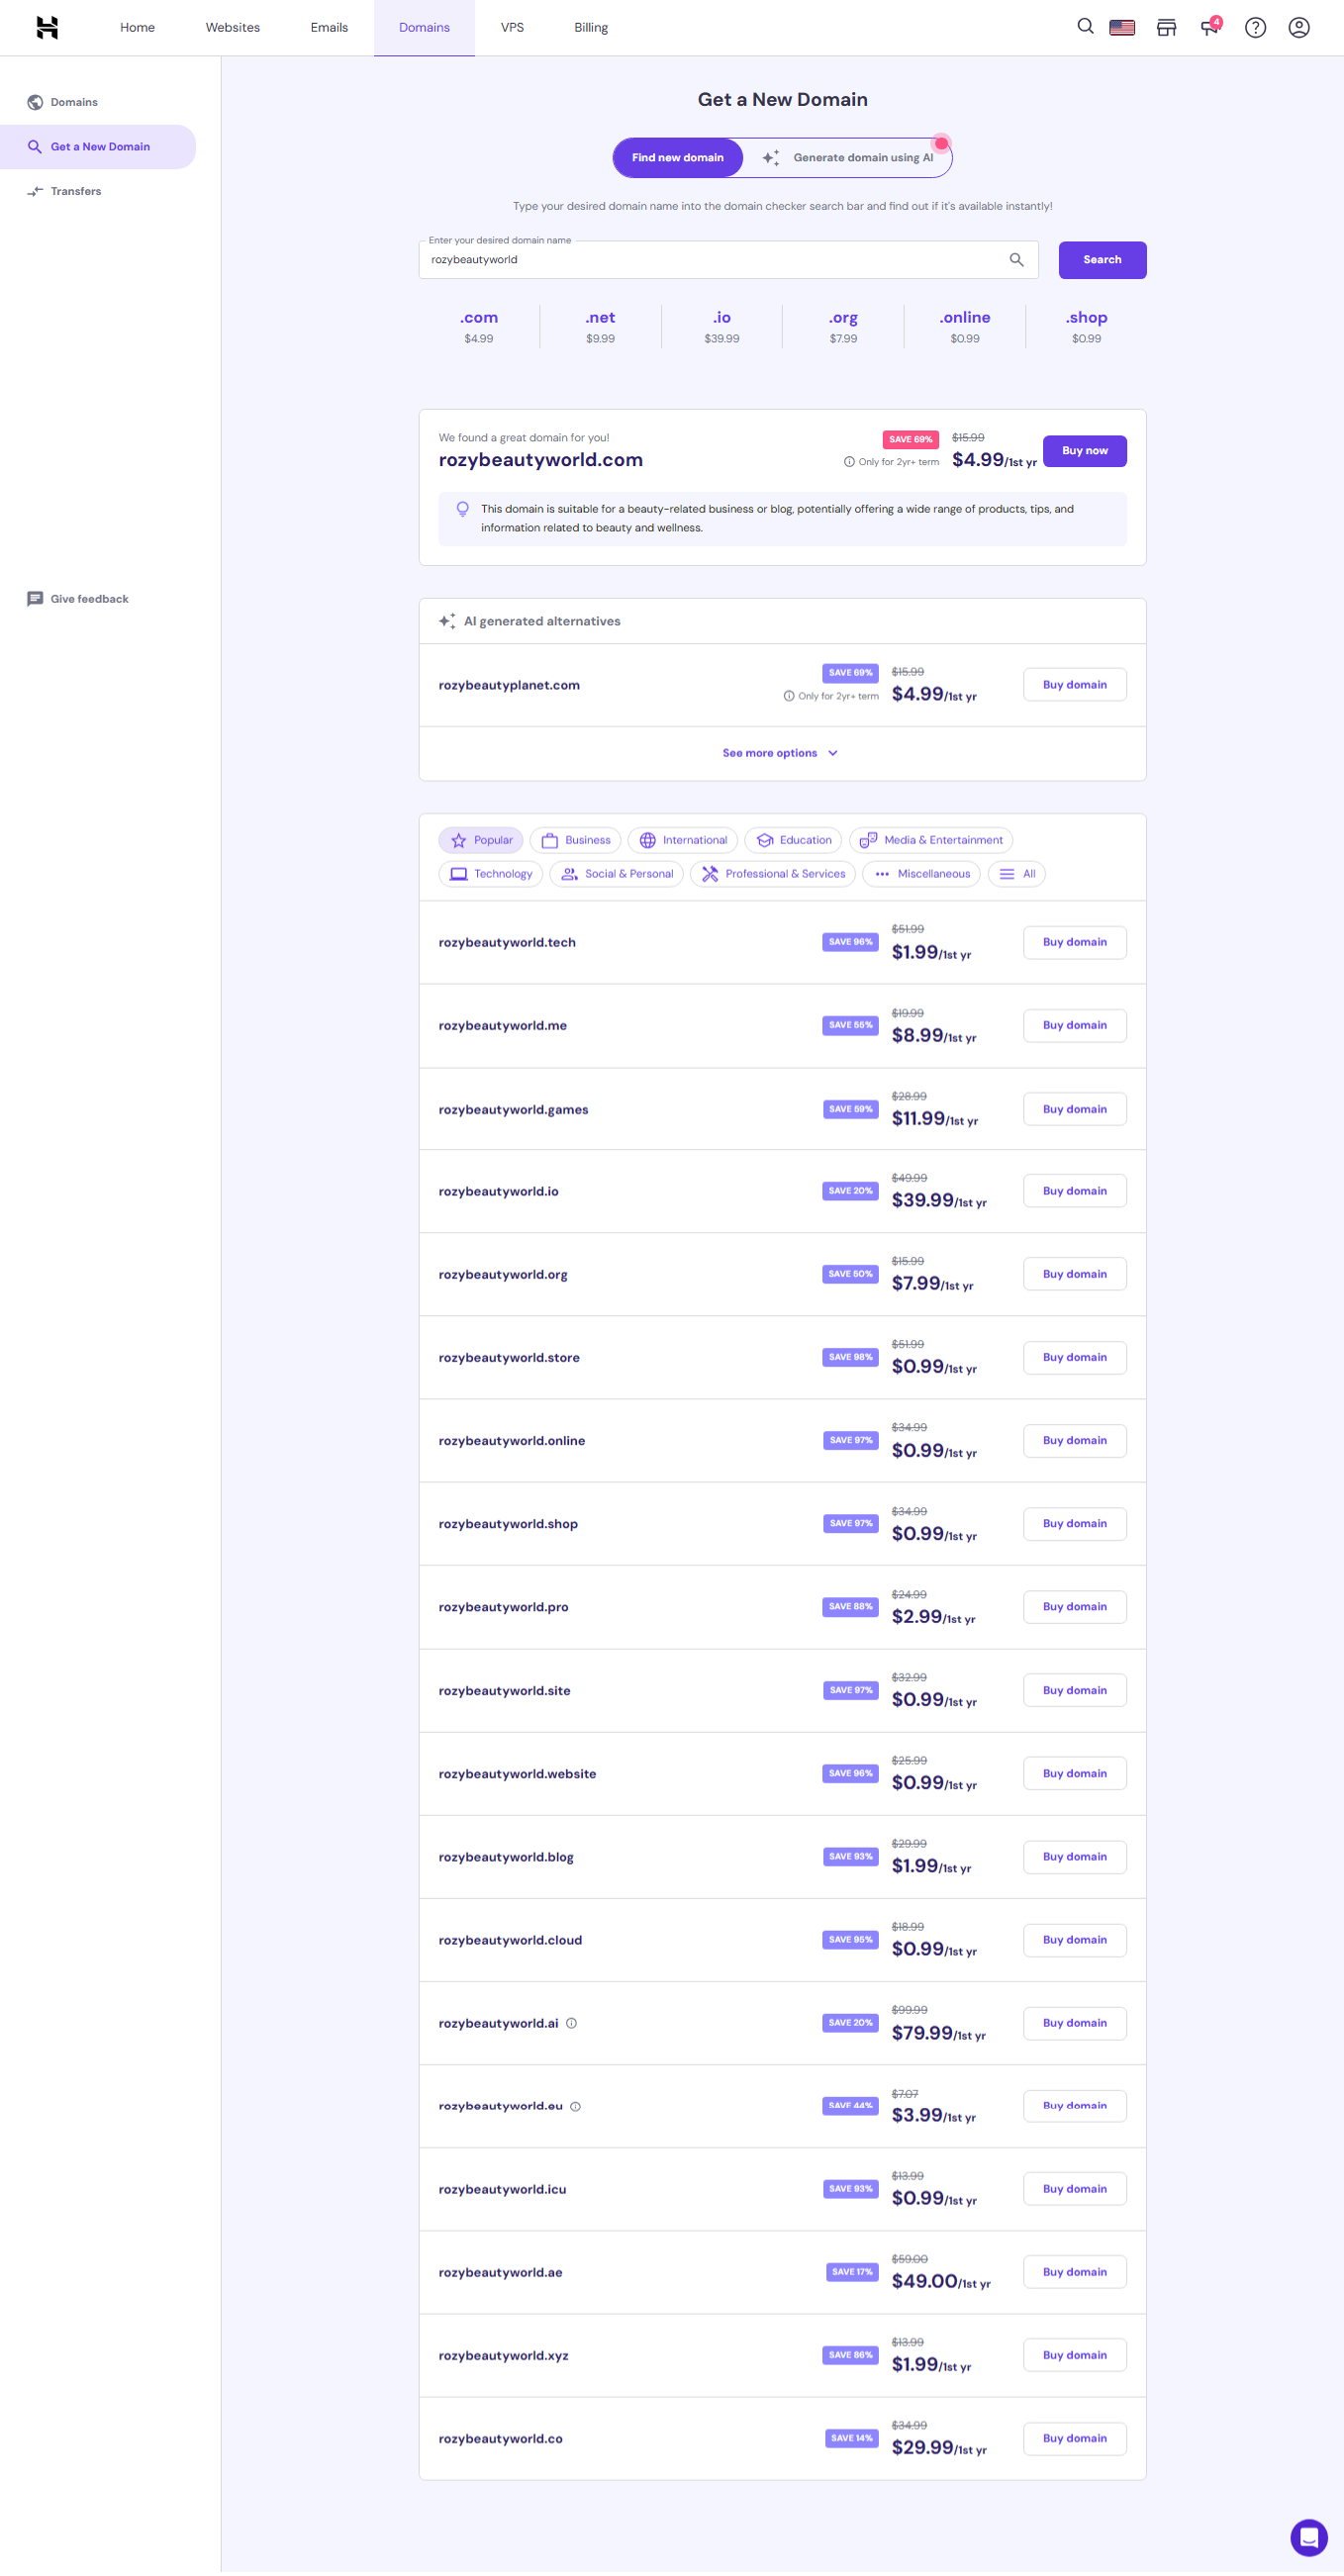 Home Websites Emails Domains VPS Billing
4
Domains
Get a New Domain
Transfers
Give feedback
Get a New Domain
Find new domain Generate domain using AI
Type your desired domain name into the domain checker search bar and find out if it's available instantly!
Enter your desired domain name
rozybeautyworld
Search
.com .net .io .org .online .shop
$4.99 $9.99 $39.99 $7.99 $0.99 $0.99
We found a great domain for you!
rozybeautyworld.com
SAVE 69% $15.99
Only for 2yr+ term $4.99/1st yr
Buy now
This domain is suitable for a beauty-related business or blog, potentially offering a wide range of products, tips, and
information related to beauty and wellness.
AI generated alternatives
rozybeautyplanet.com
SAVE 69% $15.99
Only for 2yr+ term $4.99/1st yr
Buy domain
See more options
Popular Business International Education Media & Entertainment
Technology Social & Personal Professional & Services Miscellaneous All
$51.99
rozybeautyworld.tech SAVE 96% $1.99/1st yr Buy domain
$19.99
rozybeautyworld.me SAVE 55% $8.99/1st yr Buy domain
$28.99
rozybeautyworld.games SAVE 59% $11.99/1st yr Buy domain
$49.99
rozybeautyworld.io SAVE 20% $39.99/1st yr Buy domain
$15.99
rozybeautyworld.org SAVE 50% $7.99/1st yr Buy domain
$51.99
rozybeautyworld.store SAVE 98% $0.99/1st yr Buy domain
$34.99
rozybeautyworld.online SAVE 97% $0.99/1st yr Buy domain
$34.99
rozybeautyworld.shop SAVE 97% $0.99/1st yr Buy domain
$24.99
rozybeautyworld.pro SAVE 88% $2.99/1st yr Buy domain
$32.99
rozybeautyworld.site SAVE 97% $0.99/1st yr Buy domain
$25.99
rozybeautyworld.website SAVE 96% $0.99/1st yr Buy domain
$29.99
rozybeautyworld.blog SAVE 93% $1.99/1st yr Buy domain
$18.99
rozybeautyworld.cloud SAVE 95% $0.99/1st yr Buy domain
$99.99
rozybeautyworld.ai SAVE 20% $79.99/1st yr Buy domain
$7.07
rozybeautyworld.eu SAVE 44% $3.99/1st yr Buy domain
$13.99
rozybeautyworld.icu SAVE 93% $0.99/1st yr Buy domain
$59.00
rozybeautyworld.ae SAVE 17% $49.00/1st yr Buy domain
$13.99
rozybeautyworld.xyz SAVE 86% $1.99/1st yr Buy domain
$34.99
rozybeautyworld.co SAVE 14% $29.99/1st yr Buy domain